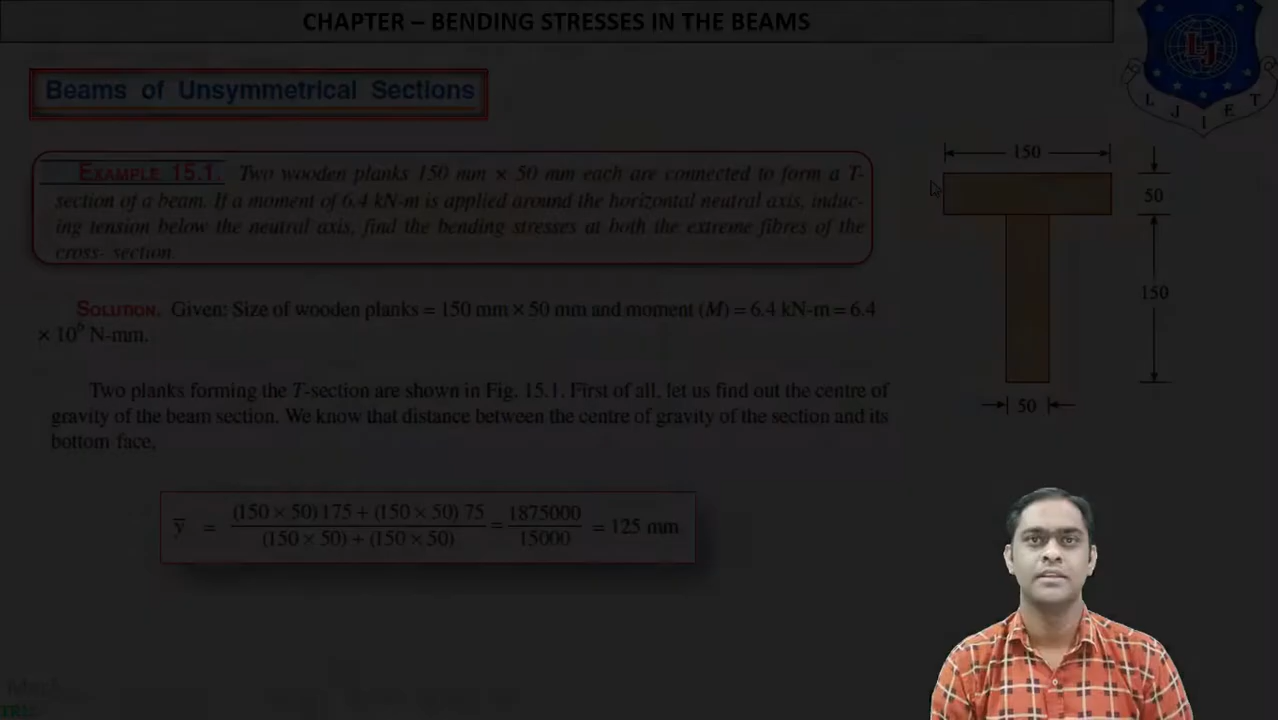 CHAPTER – BENDING STRESSES IN THE BEAMS
LJIET
Beams of Unsymmetrical Sections
EXAMPLE 15.1. Two wooden planks 150 mm × 50 mm each are connected to form a T-
section of a beam. If a moment of 6.4 kN-m is applied around the horizontal neutral axis, induc-
ing tension below the neutral axis, find the bending stresses at both the extreme fibres of the
cross- section
150
50
150
50
SOLUTION. Given: Size of wooden planks = 150 mm × 50 mm and moment (M) = 6.4 kN-m = 6.4
× 10⁶ N-mm.
Two planks forming the T-section are shown in Fig. 15.1. First of all, let us find out the centre of
gravity of the beam section. We know that distance between the centre of gravity of the section and its
bottom face,
ȳ = (150 × 50) 175 + (150 × 50) 75 / (150 × 50) + (150 × 50) = 1875000 / 15000 = 125 mm